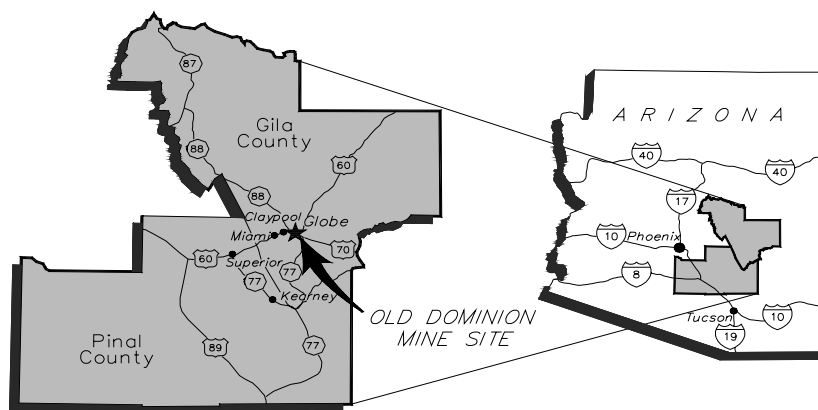 87
Gila
County
88
60
88
Claypool
Globe
Miami
70
60
Superior
77
77
Kearney
OLD DOMINION
MINE SITE
Pinal
County
89
77
ARIZONA
40
40
17
10
Phoenix
8
Tucson
10
19